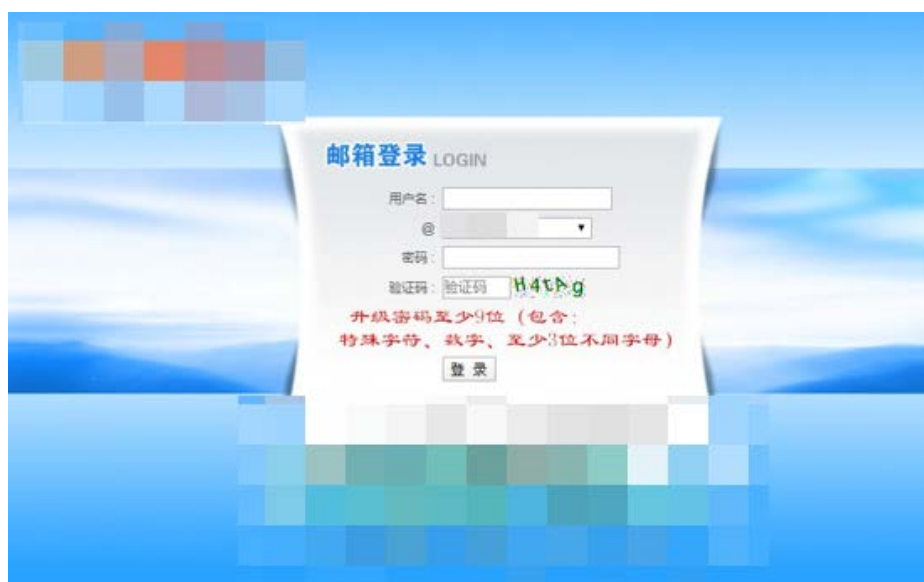 邮箱登录 LOGIN
用户名：
@
密码：
验证码： 验证码 H4tAg
升级密码至少9位（包含：
特殊字符、数字、至少3位不同字母）
登 录